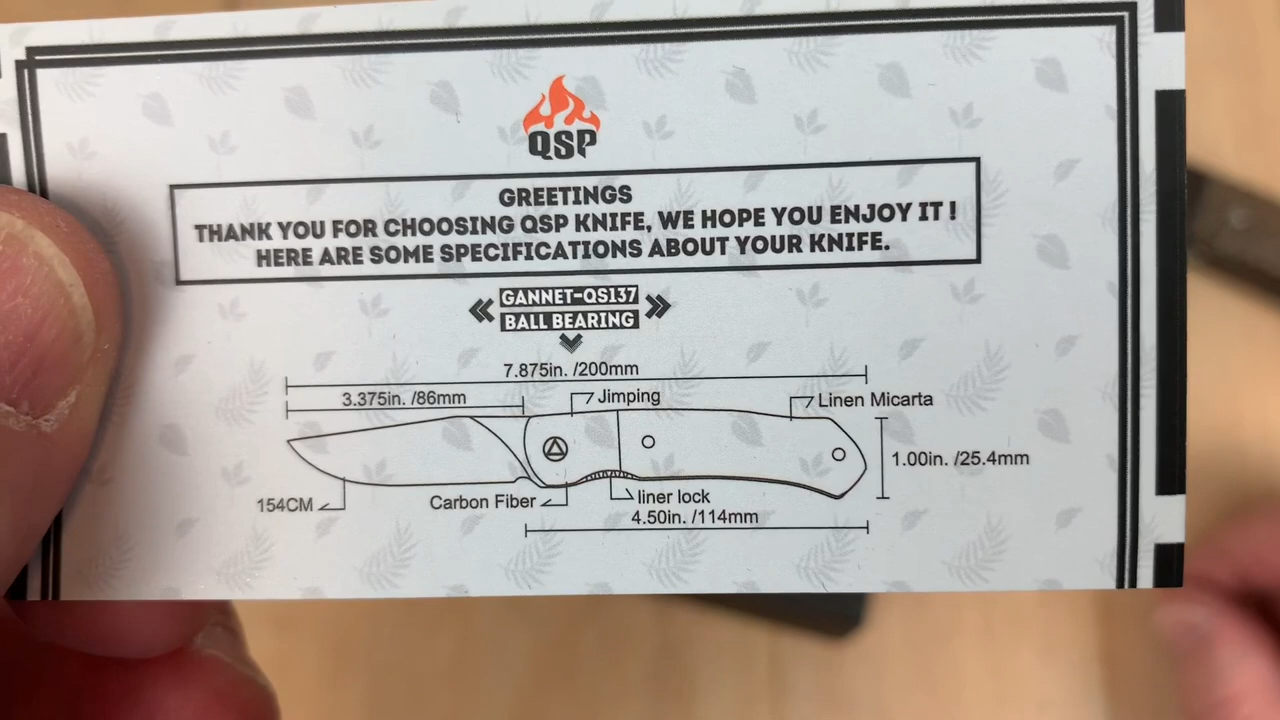 QSP
GREETINGS
THANK YOU FOR CHOOSING QSP KNIFE, WE HOPE YOU ENJOY IT !
HERE ARE SOME SPECIFICATIONS ABOUT YOUR KNIFE.
GANNET-QS137
BALL BEARING
7.875in. /200mm
3.375in. /86mm
Jimping
Linen Micarta
1.00in. /25.4mm
154CM
Carbon Fiber
liner lock
4.50in. /114mm